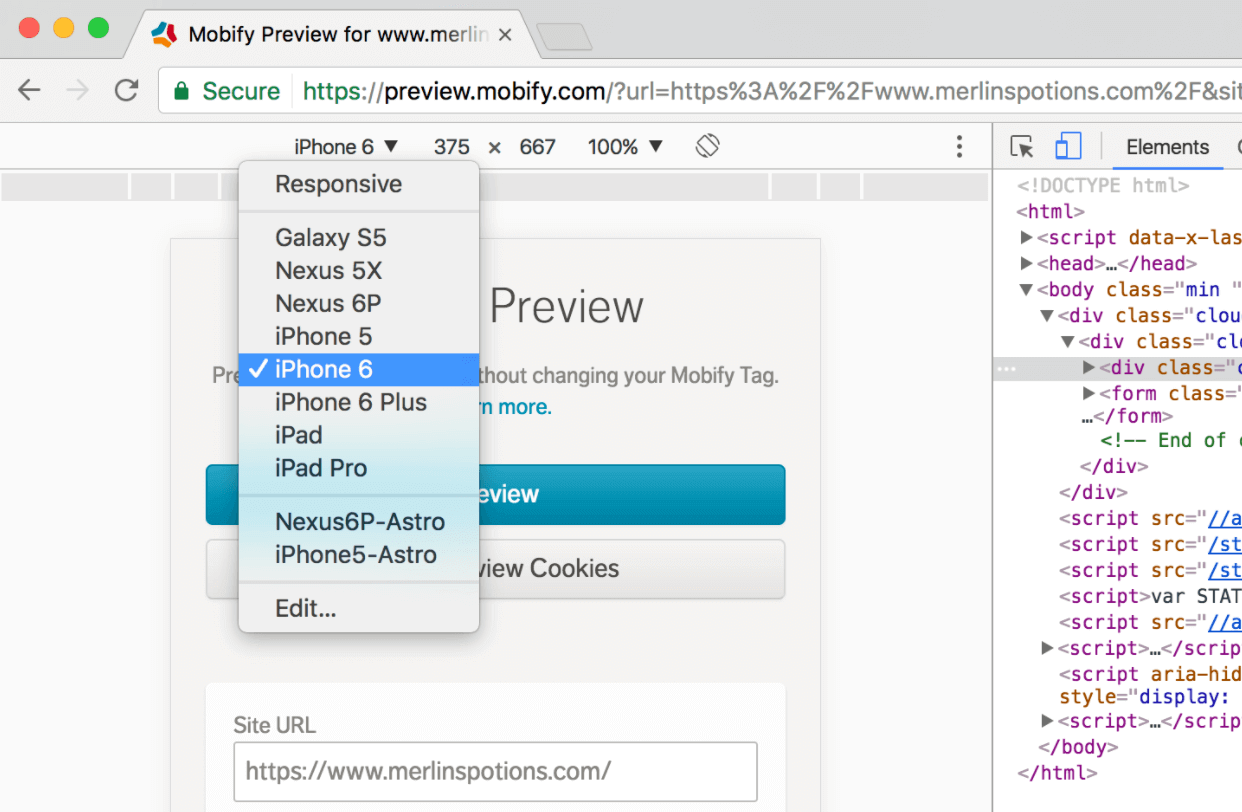 Mobify Preview for www.merlin
Secure https://preview.mobify.com/?url=https%3A%2F%2Fwww.merlinspotions.com%2F&sit
iPhone 6 ▼ 375 × 667 100% ▼
Elements
Responsive
Galaxy S5
Nexus 5X
Nexus 6P
iPhone 5
✓ iPhone 6
iPhone 6 Plus
iPad
iPad Pro
Nexus6P-Astro
iPhone5-Astro
Edit...
Preview
Pre
thout changing your Mobify Tag.
rn more.
eview
view Cookies
Site URL
https://www.merlinspotions.com/
<!DOCTYPE html>
<html>
▶<script data-x-las
▶<head>…</head>
▼<body class="min "
▼<div class="clou
▼<div class="clo
… ▶<div class="c
▶<form class="
…</form>
<!-- End of c
</div>
</div>
<script src="//a
<script src="/st
<script src="/st
<script>var STAT
<script src="//a
▶<script>…</scrip
<script aria-hid
style="display:
▶<script>…</scrip
</body>
</html>